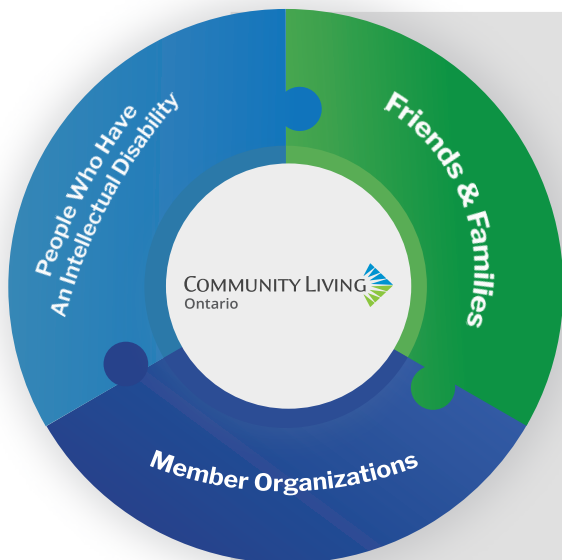 People Who Have
An Intellectual Disability
Friends & Families
COMMUNITY LIVING
Ontario
Member Organizations